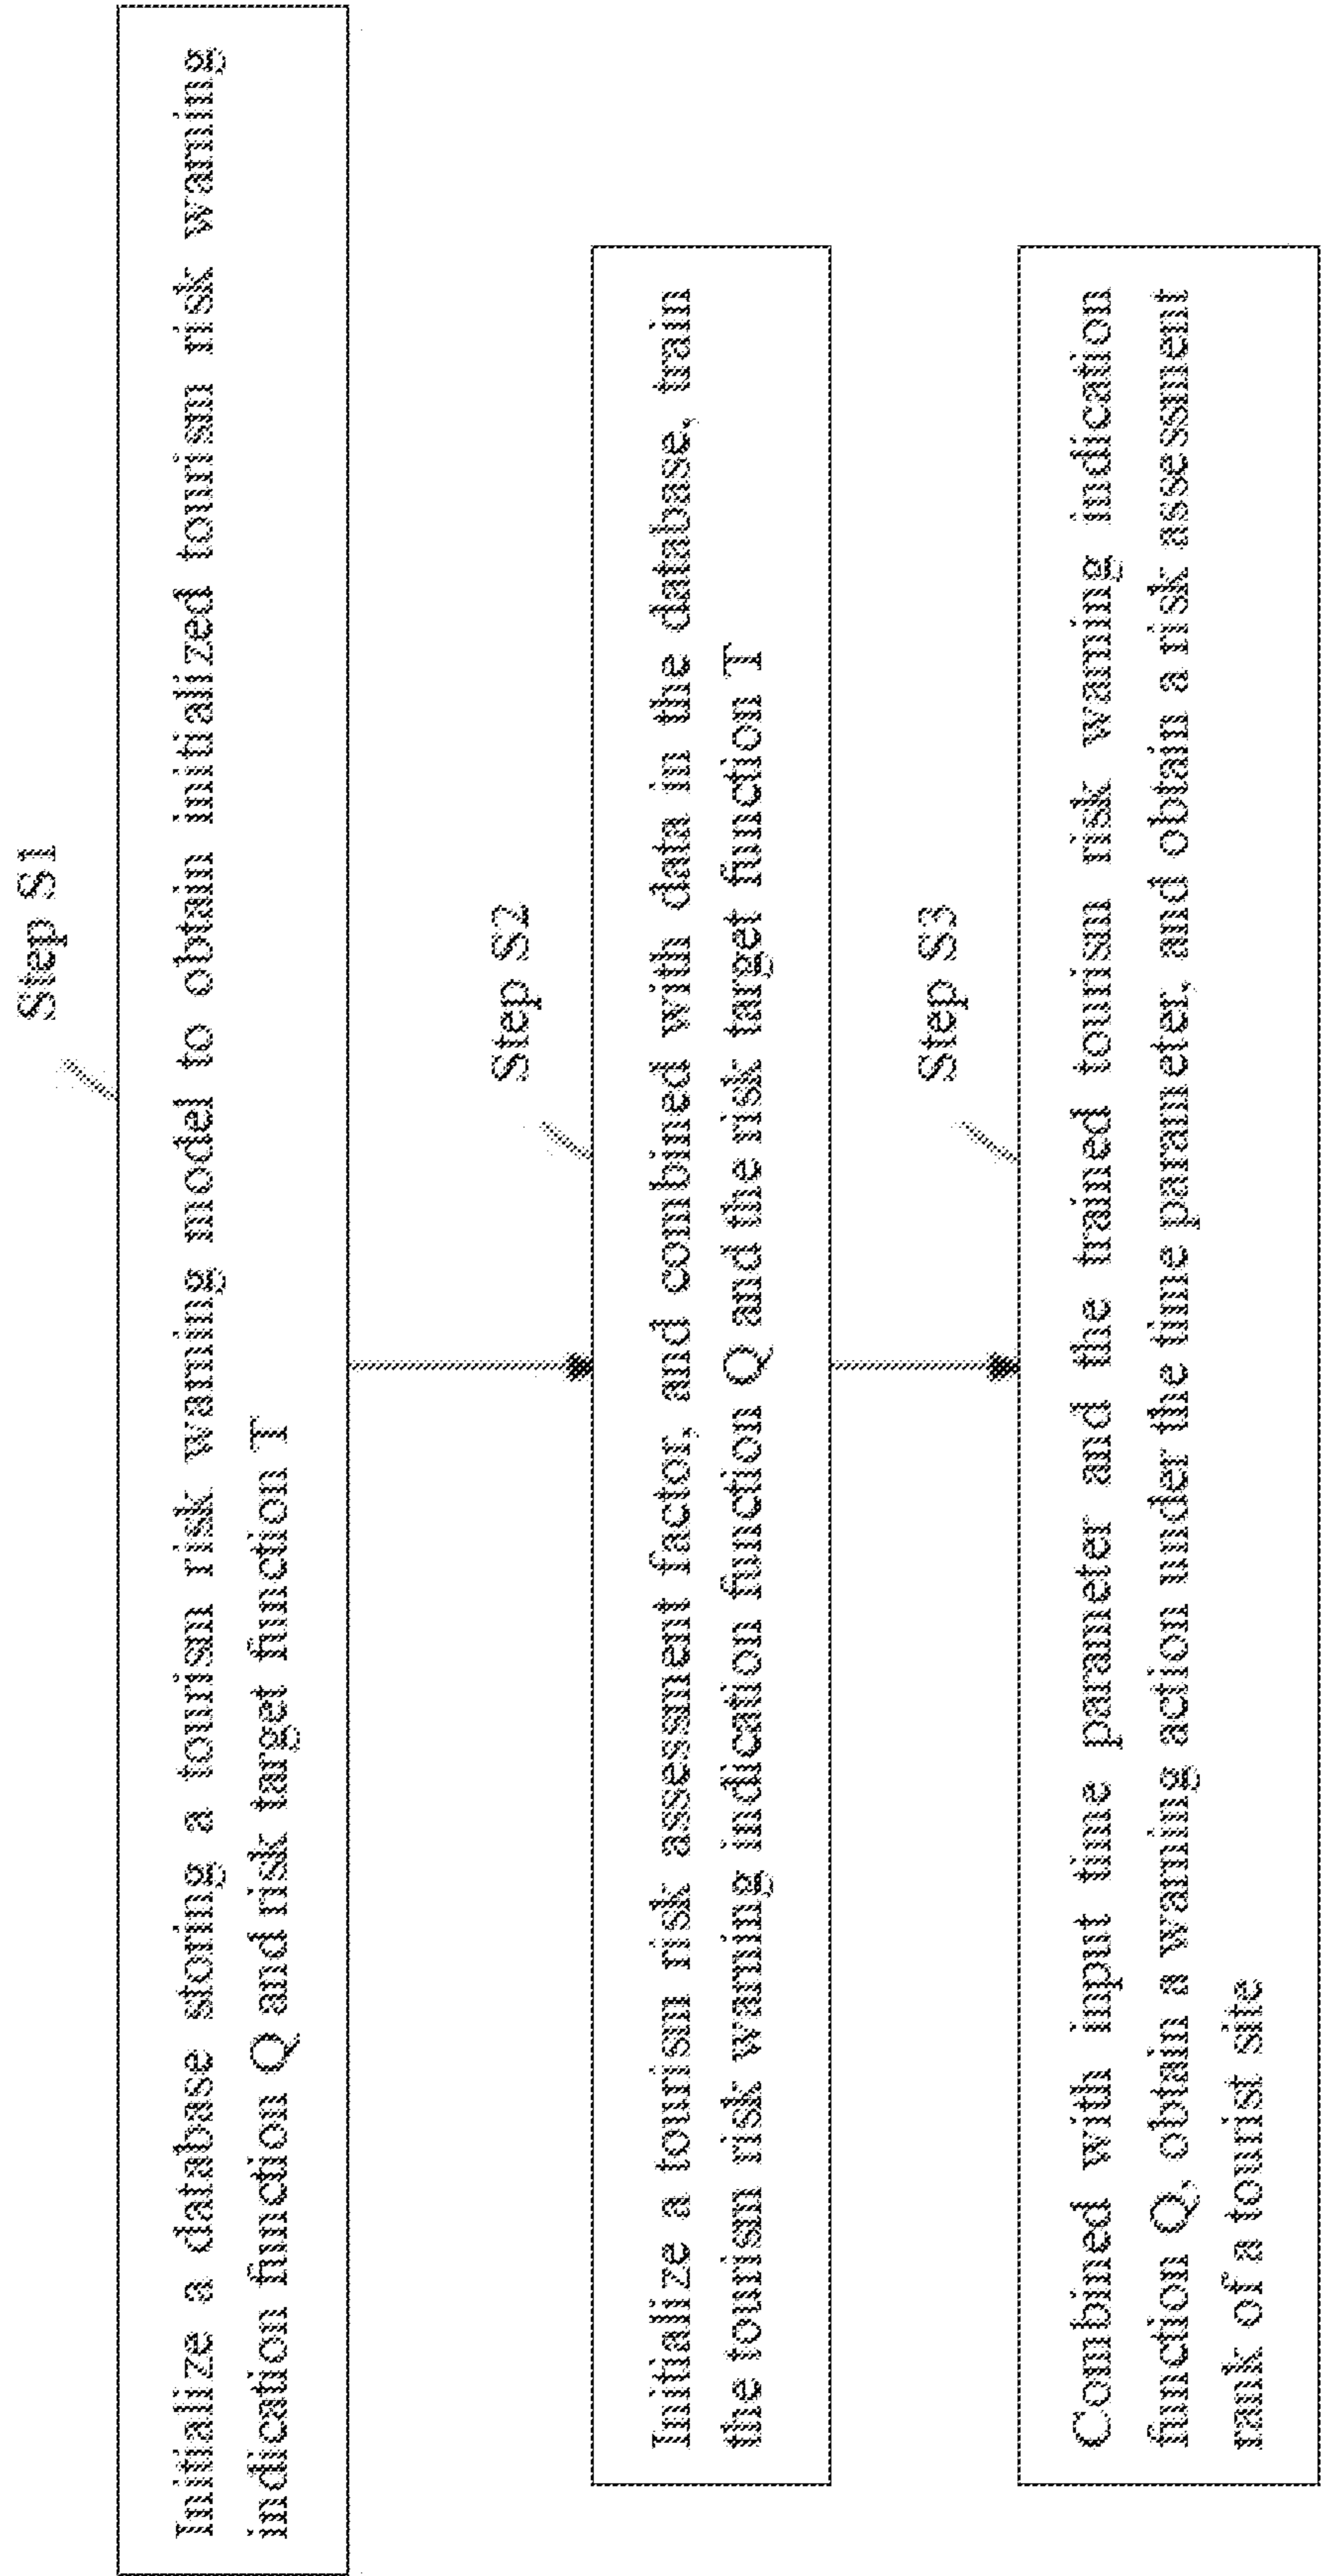 Step S1
Initialize a database storing a tourism risk warning model to obtain initialized tourism risk warning
indication function Q and risk target function T
Step S2
Initialize a tourism risk assessment factor, and combined with data in the database, train
the tourism risk warning indication function Q and the risk target function T
Step S3
Combined with input time parameter and the trained tourism risk warning indication
function Q, obtain a warning action under the time parameter, and obtain a risk assessment
rank of a tourist site